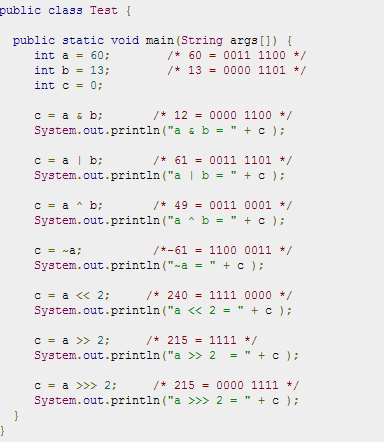 public class Test {
public static void main(String args[]) {
int a = 60; /* 60 = 0011 1100 */
int b = 13; /* 13 = 0000 1101 */
int c = 0;
c = a & b; /* 12 = 0000 1100 */
System.out.println("a & b = " + c );
c = a | b; /* 61 = 0011 1101 */
System.out.println("a | b = " + c );
c = a ^ b; /* 49 = 0011 0001 */
System.out.println("a ^ b = " + c );
c = ~a; /*-61 = 1100 0011 */
System.out.println("~a = " + c );
c = a << 2; /* 240 = 1111 0000 */
System.out.println("a << 2 = " + c );
c = a >> 2; /* 215 = 1111 */
System.out.println("a >> 2  = " + c );
c = a >>> 2; /* 215 = 0000 1111 */
System.out.println("a >>> 2 = " + c );
}
}